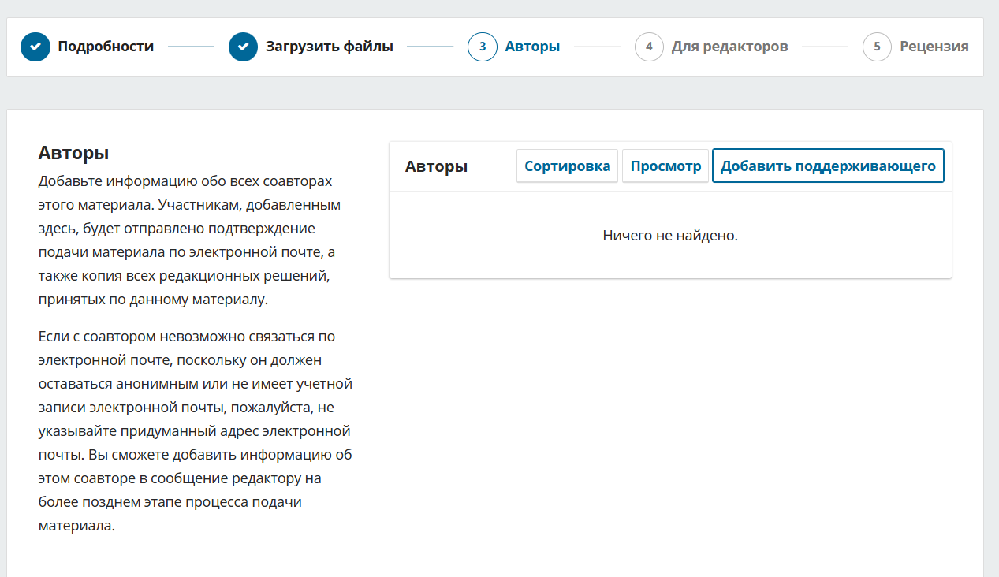 Подробности
Загрузить файлы
3 Авторы
4 Для редакторов
5 Рецензия
Авторы
Добавьте информацию обо всех соавторах
этого материала. Участникам, добавленным
здесь, будет отправлено подтверждение
подачи материала по электронной почте, а
также копия всех редакционных решений,
принятых по данному материалу.
Если с соавтором невозможно связаться по
электронной почте, поскольку он должен
оставаться анонимным или не имеет учетной
записи электронной почты, пожалуйста, не
указывайте придуманный адрес электронной
почты. Вы сможете добавить информацию об
этом соавторе в сообщение редактору на
более позднем этапе процесса подачи
материала.
Авторы
Сортировка
Просмотр
Добавить поддерживающего
Ничего не найдено.